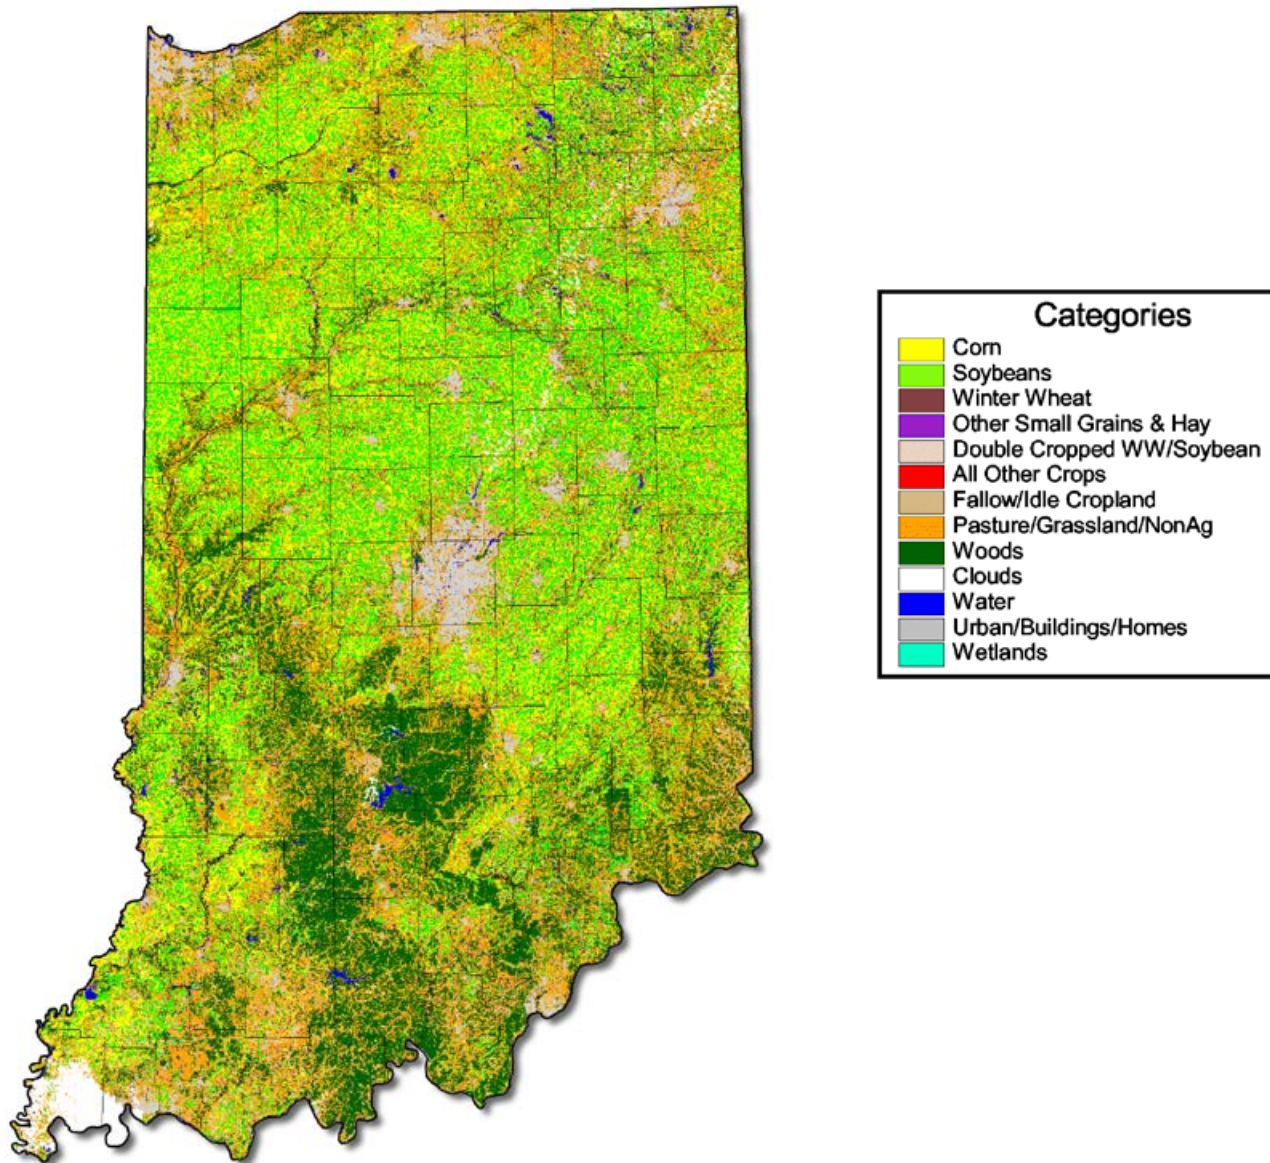 Categories
Corn
Soybeans
Winter Wheat
Other Small Grains & Hay
Double Cropped WW/Soybean
All Other Crops
Fallow/Idle Cropland
Pasture/Grassland/NonAg
Woods
Clouds
Water
Urban/Buildings/Homes
Wetlands